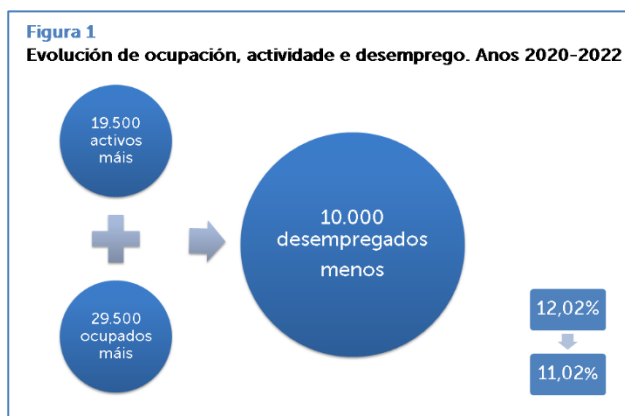 Figura 1
Evolución de ocupación, actividade e desemprego. Anos 2020-2022
19.500
activos
máis
29.500
ocupados
máis
10.000
desempregados
menos
12,02%
11,02%